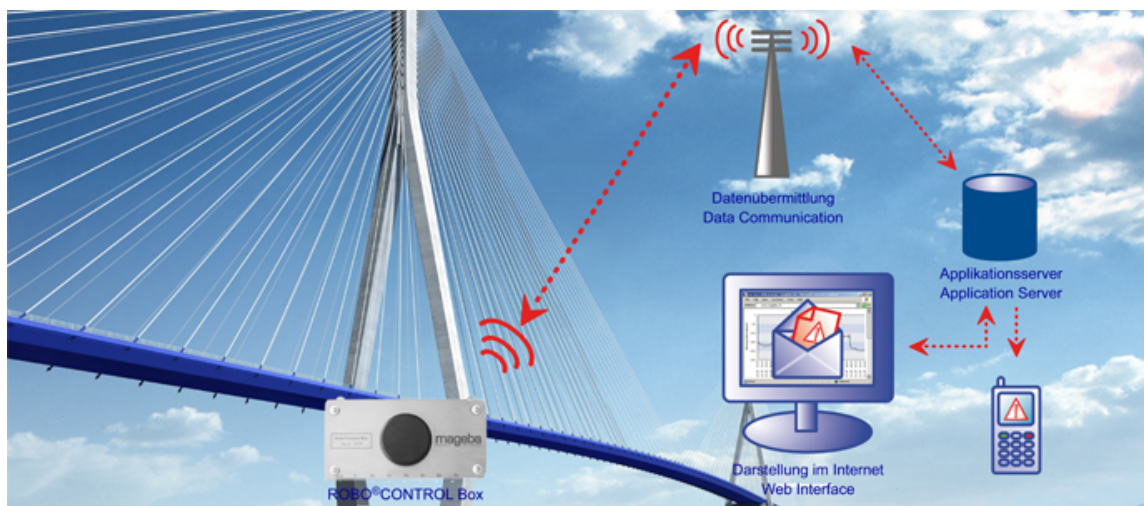 Datenübermittlung
Data Communication
Applikationsserver
Application Server
mageba
ROBO®CONTROL Box
Darstellung im Internet
Web Interface